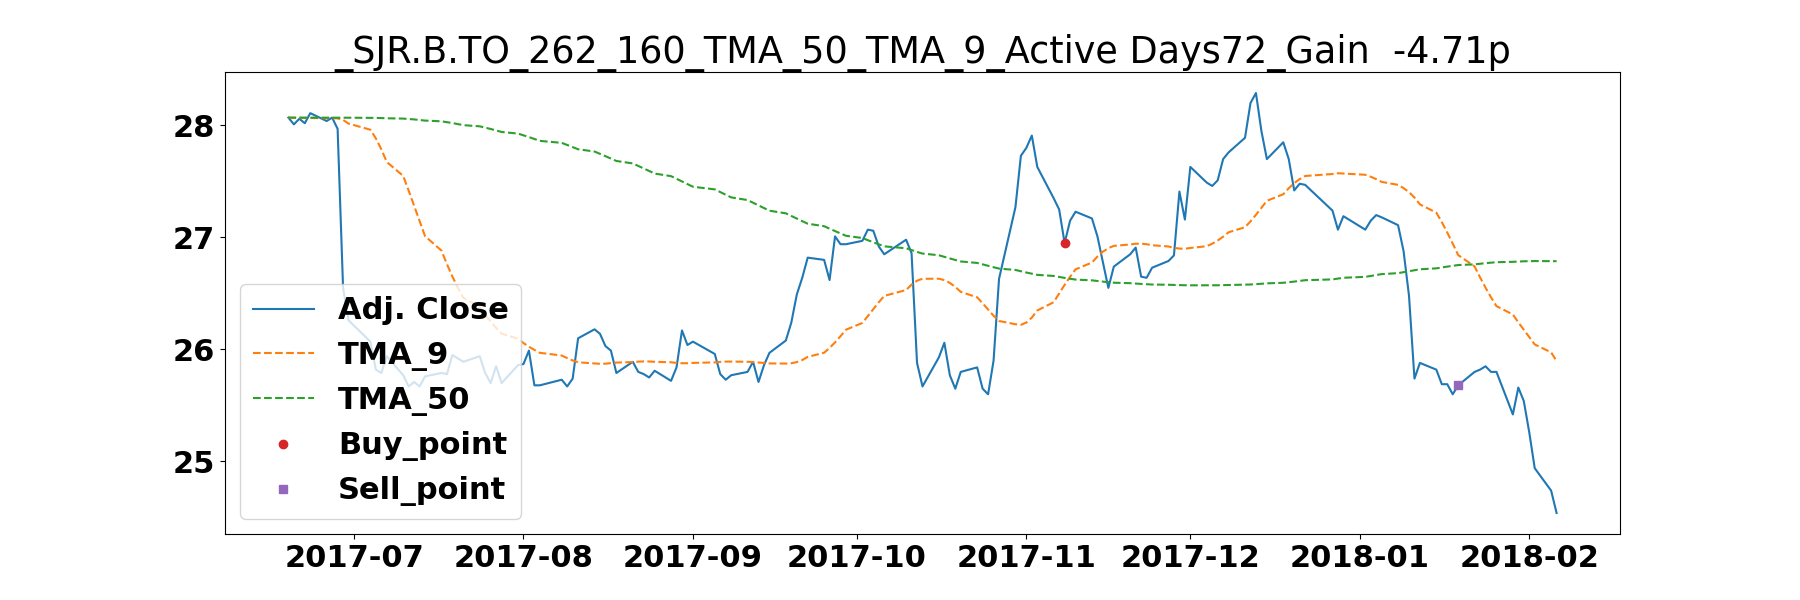 _SJR.B.TO_262_160_TMA_50_TMA_9_Active Days72_Gain  -4.71p
28
27
26
25
Adj. Close
TMA_9
TMA_50
Buy_point
Sell_point
2017-07 2017-08 2017-09 2017-10 2017-11 2017-12 2018-01 2018-02